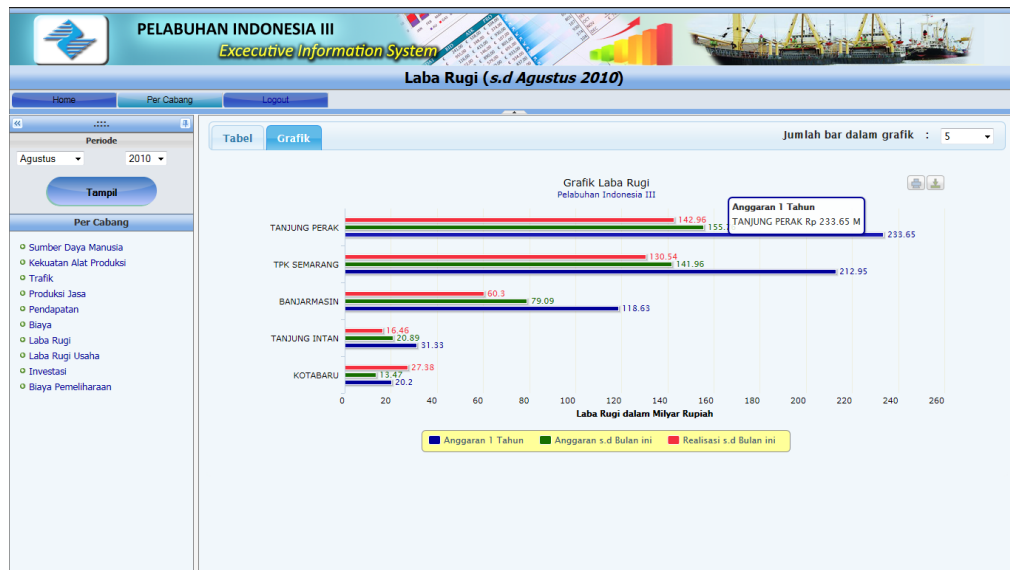 PELABUHAN INDONESIA III
Excecutive Information System
Laba Rugi (s.d Agustus 2010)
Home Per Cabang Logout
Periode
Agustus 2010
Tampil
Per Cabang
Sumber Daya Manusia
Kekuatan Alat Produksi
Trafik
Produksi Jasa
Pendapatan
Biaya
Laba Rugi
Laba Rugi Usaha
Investasi
Biaya Pemeliharaan
Tabel Grafik
Jumlah bar dalam grafik : 5
Grafik Laba Rugi
Pelabuhan Indonesia III
Anggaran 1 Tahun
TANJUNG PERAK Rp 233.65 M
TANJUNG PERAK
142.96
233.65
TPK SEMARANG
130.54
141.96
212.95
BANJARMASIN
60.3
79.09
118.63
TANJUNG INTAN
16.46
20.89
31.33
KOTABARU
27.38
13.47
20.2
0 20 40 60 80 100 120 140 160 180 200 220 240 260
Laba Rugi dalam Milyar Rupiah
Anggaran 1 Tahun Anggaran s.d Bulan ini Realisasi s.d Bulan ini